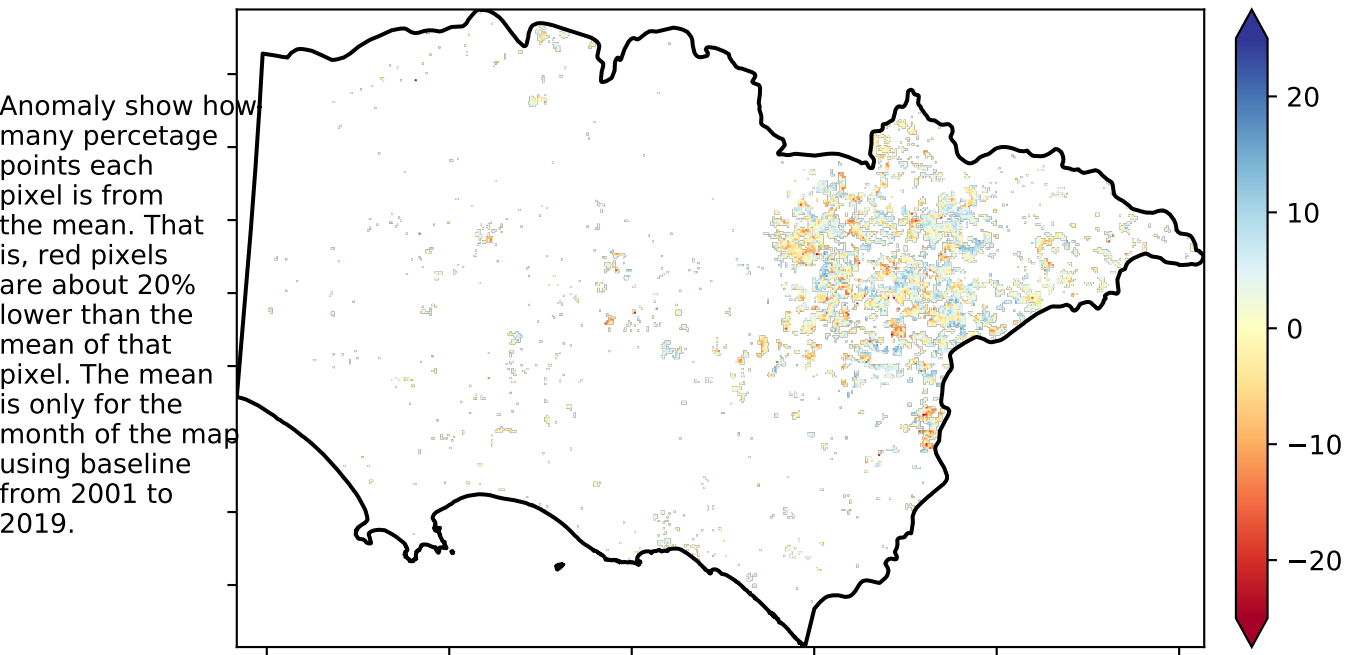 Anomaly show how
many percetage
points each
pixel is from
the mean. That
is, red pixels
are about 20%
lower than the
mean of that
pixel. The mean
is only for the
month of the map
using baseline
from 2001 to
2019.
20
10
0
−10
−20